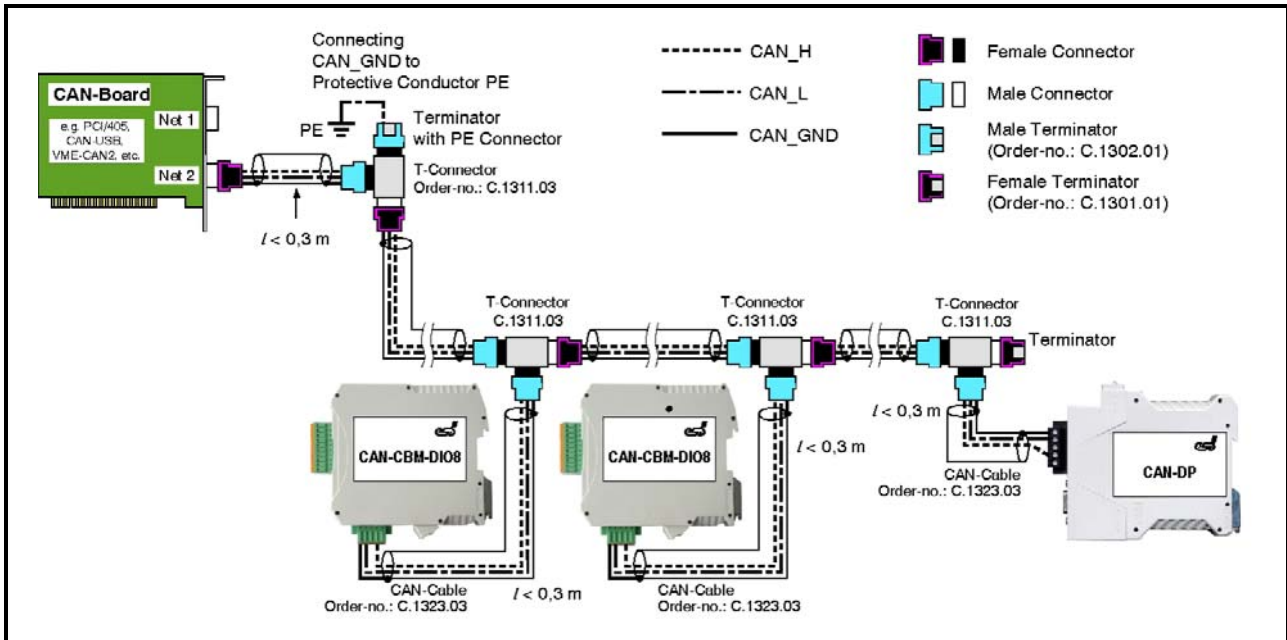 Connecting
CAN_GND to
Protective Conductor PE
CAN-Board
e.g. PCI/405,
CAN-USB,
VME-CAN2, etc.
Net 1
Net 2
PE
Terminator
with PE Connector
T-Connector
Order-no.: C.1311.03
l < 0,3 m
CAN_H
CAN_L
CAN_GND
Female Connector
Male Connector
Male Terminator
(Order-no.: C.1302.01)
Female Terminator
(Order-no.: C.1301.01)
T-Connector
C.1311.03
T-Connector
C.1311.03
T-Connector
C.1311.03
Terminator
CAN-CBM-DIO8
l < 0,3 m
CAN-Cable
Order-no.: C.1323.03
CAN-CBM-DIO8
l < 0,3 m
CAN-Cable
Order-no.: C.1323.03
l < 0,3 m
CAN-Cable
Order-no.: C.1323.03
CAN-DP